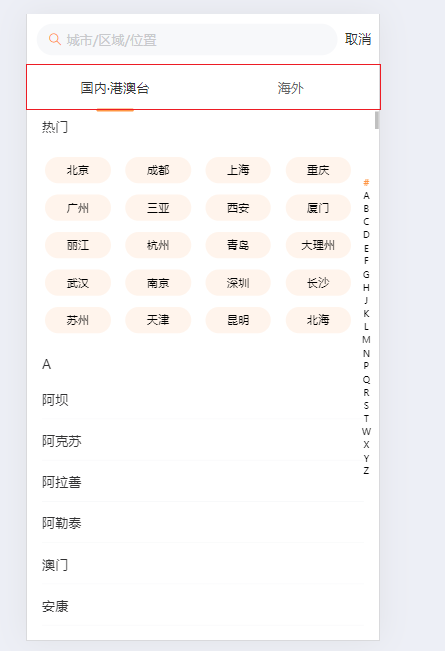 城市/区域/位置 取消
国内·港澳台 海外
热门
北京 成都 上海 重庆
广州 三亚 西安 厦门
丽江 杭州 青岛 大理州
武汉 南京 深圳 长沙
苏州 天津 昆明 北海
#
A
B
C
D
E
F
G
H
J
K
L
M
N
P
Q
R
S
T
W
X
Y
Z
A
阿坝
阿克苏
阿拉善
阿勒泰
澳门
安康